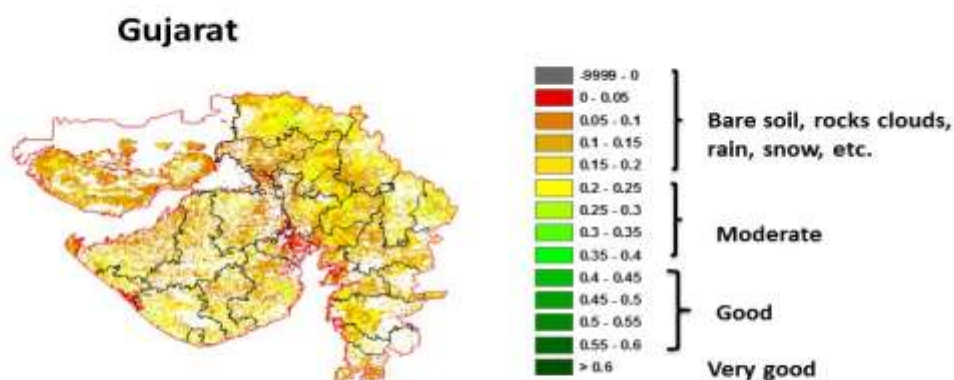 Gujarat
-9999 - 0
0 - 0.05
0.05 - 0.1
0.1 - 0.15
0.15 - 0.2
0.2 - 0.25
0.25 - 0.3
0.3 - 0.35
0.35 - 0.4
0.4 - 0.45
0.45 - 0.5
0.5 - 0.55
0.55 - 0.6
> 0.6
Bare soil, rocks clouds,
rain, snow, etc.
Moderate
Good
Very good